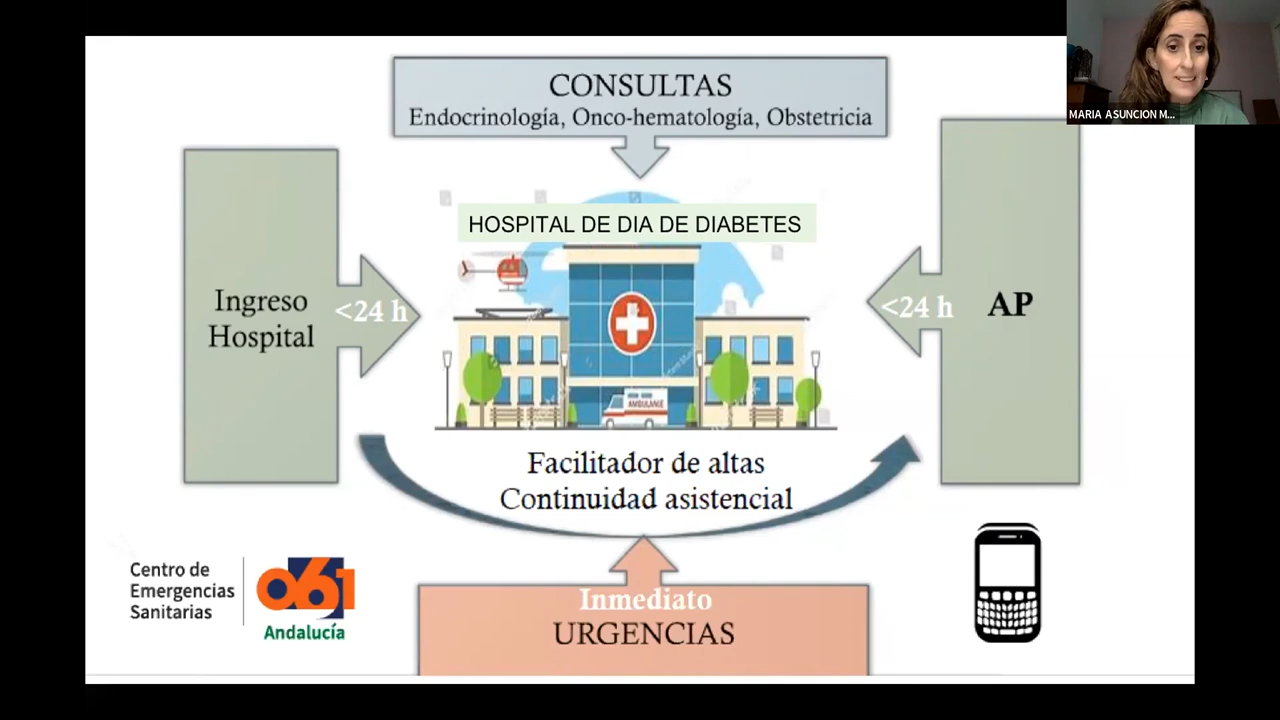 CONSULTAS
Endocrinología, Onco-hematología, Obstetricia
MARIA ASUNCION M...
HOSPITAL DE DIA DE DIABETES
Ingreso
Hospital
<24 h
<24 h
AP
AMBULANCE
Facilitador de altas
Continuidad asistencial
Centro de
Emergencias
Sanitarias
061
Andalucía
Inmediato
URGENCIAS